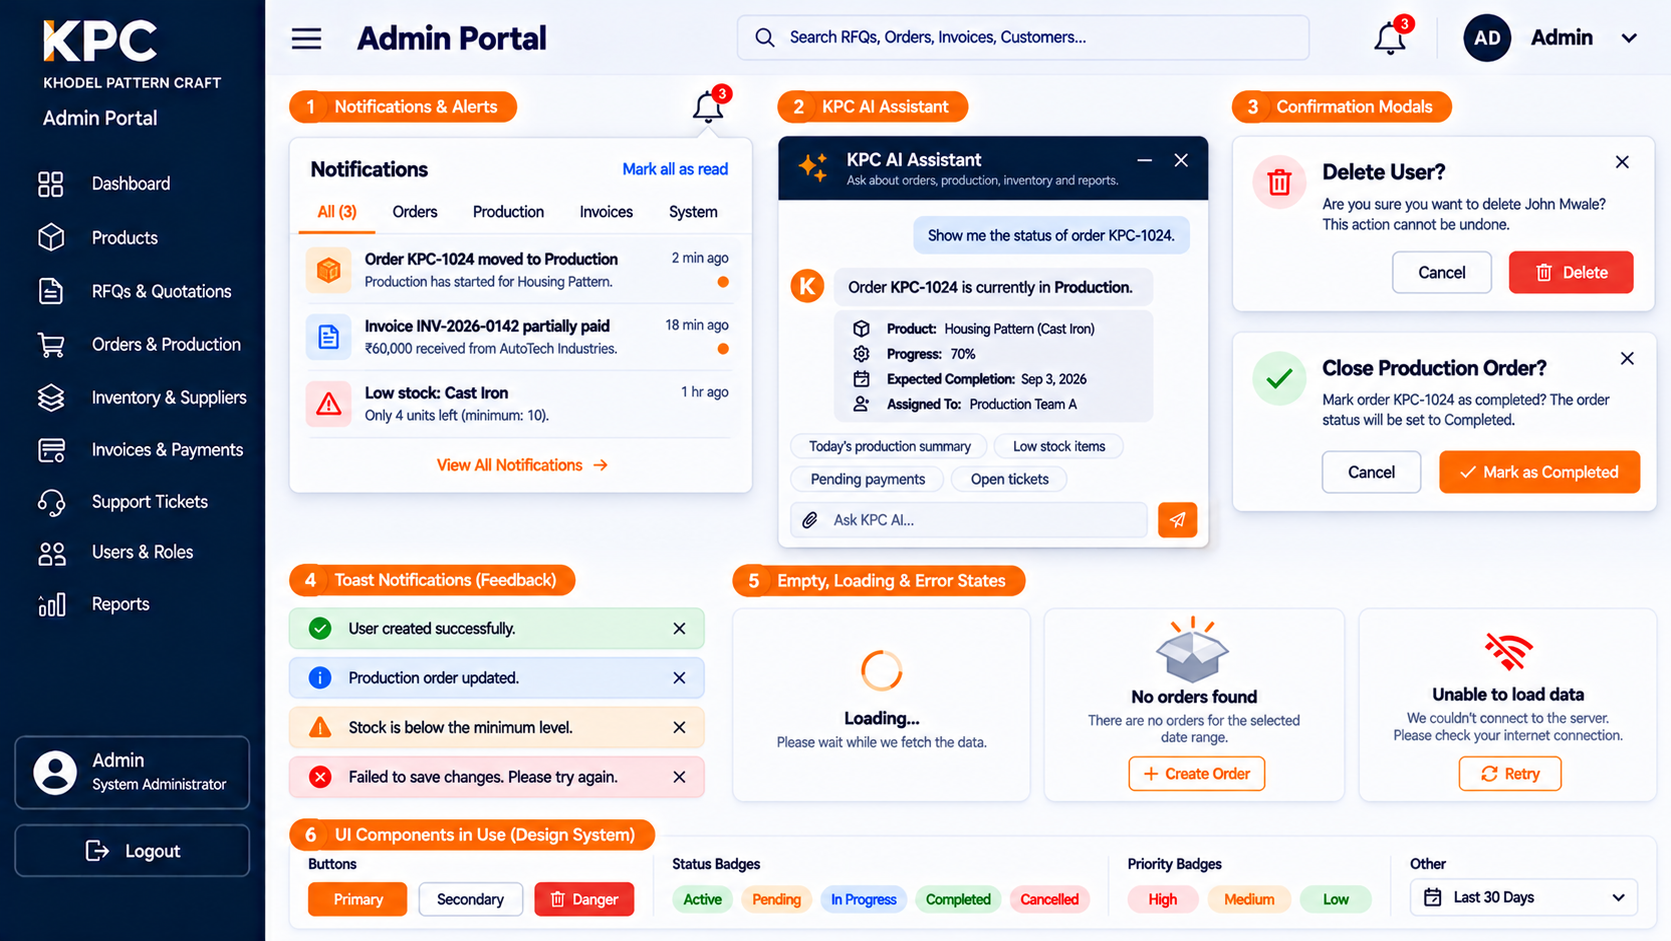 KPC
KHODEL PATTERN CRAFT
Admin Portal
Dashboard
Products
RFQs & Quotations
Orders & Production
Inventory & Suppliers
Invoices & Payments
Support Tickets
Users & Roles
Reports
Admin
System Administrator
Logout
Admin Portal
Search RFQs, Orders, Invoices, Customers...
3
AD
Admin
1 Notifications & Alerts
3
Notifications
Mark all as read
All (3) Orders Production Invoices System
Order KPC-1024 moved to Production 2 min ago
Production has started for Housing Pattern.
Invoice INV-2026-0142 partially paid 18 min ago
₹60,000 received from AutoTech Industries.
Low stock: Cast Iron 1 hr ago
Only 4 units left (minimum: 10).
View All Notifications →
2 KPC AI Assistant
KPC AI Assistant
Ask about orders, production, inventory and reports.
Show me the status of order KPC-1024.
K
Order KPC-1024 is currently in Production.
Product: Housing Pattern (Cast Iron)
Progress: 70%
Expected Completion: Sep 3, 2026
Assigned To: Production Team A
Today's production summary Low stock items
Pending payments Open tickets
Ask KPC AI...
3 Confirmation Modals
Delete User?
Are you sure you want to delete John Mwale?
This action cannot be undone.
Cancel Delete
Close Production Order?
Mark order KPC-1024 as completed? The order
status will be set to Completed.
Cancel Mark as Completed
4 Toast Notifications (Feedback)
User created successfully.
Production order updated.
Stock is below the minimum level.
Failed to save changes. Please try again.
5 Empty, Loading & Error States
Loading...
Please wait while we fetch the data.
No orders found
There are no orders for the selected
date range.
+ Create Order
Unable to load data
We couldn't connect to the server.
Please check your internet connection.
Retry
6 UI Components in Use (Design System)
Buttons
Primary Secondary Danger
Status Badges
Active Pending In Progress Completed Cancelled
Priority Badges
High Medium Low
Other
Last 30 Days